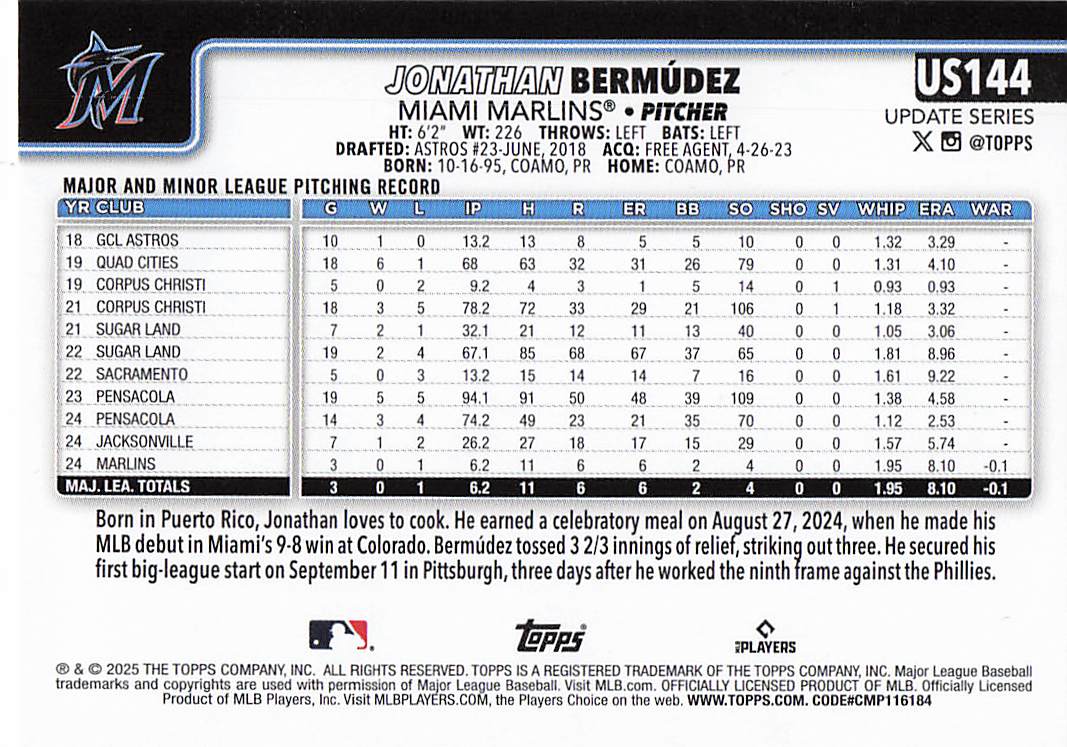 M
JONATHAN BERMÚDEZ
US144
MIAMI MARLINS® • PITCHER
UPDATE SERIES
HT: 6'2" WT: 226 THROWS: LEFT BATS: LEFT
@TOPPS
DRAFTED: ASTROS #23-JUNE, 2018 ACQ: FREE AGENT, 4-26-23
BORN: 10-16-95, COAMO, PR HOME: COAMO, PR
MAJOR AND MINOR LEAGUE PITCHING RECORD
YR CLUB G W L IP H R ER BB SO SHO SV WHIP ERA WAR
18 GCL ASTROS 10 1 0 13.2 13 8 5 5 10 0 0 1.32 3.29 -
19 QUAD CITIES 18 6 1 68 63 32 31 26 79 0 0 1.31 4.10 -
19 CORPUS CHRISTI 5 0 2 9.2 4 3 1 5 14 0 1 0.93 0.93 -
21 CORPUS CHRISTI 18 3 5 78.2 72 33 29 21 106 0 1 1.18 3.32 -
21 SUGAR LAND 7 2 1 32.1 21 12 11 13 40 0 0 1.05 3.06 -
22 SUGAR LAND 19 2 4 67.1 85 68 67 37 65 0 0 1.81 8.96 -
22 SACRAMENTO 5 0 3 13.2 15 14 14 7 16 0 0 1.61 9.22 -
23 PENSACOLA 19 5 5 94.1 91 50 48 39 109 0 0 1.38 4.58 -
24 PENSACOLA 14 3 4 74.2 49 23 21 35 70 0 0 1.12 2.53 -
24 JACKSONVILLE 7 1 2 26.2 27 18 17 15 29 0 0 1.57 5.74 -
24 MARLINS 3 0 1 6.2 11 6 6 2 4 0 0 1.95 8.10 -0.1
MAJ. LEA. TOTALS 3 0 1 6.2 11 6 6 2 4 0 0 1.95 8.10 -0.1
Born in Puerto Rico, Jonathan loves to cook. He earned a celebratory meal on August 27, 2024, when he made his
MLB debut in Miami's 9-8 win at Colorado. Bermúdez tossed 3 2/3 innings of relief, striking out three. He secured his
first big-league start on September 11 in Pittsburgh, three days after he worked the ninth frame against the Phillies.
Topps®
MLB PLAYERS
® & © 2025 THE TOPPS COMPANY, INC. ALL RIGHTS RESERVED. TOPPS IS A REGISTERED TRADEMARK OF THE TOPPS COMPANY, INC. Major League Baseball
trademarks and copyrights are used with permission of Major League Baseball. Visit MLB.com. OFFICIALLY LICENSED PRODUCT OF MLB. Officially Licensed
Product of MLB Players, Inc. Visit MLBPLAYERS.COM, the Players Choice on the web. WWW.TOPPS.COM. CODE#CMP116184